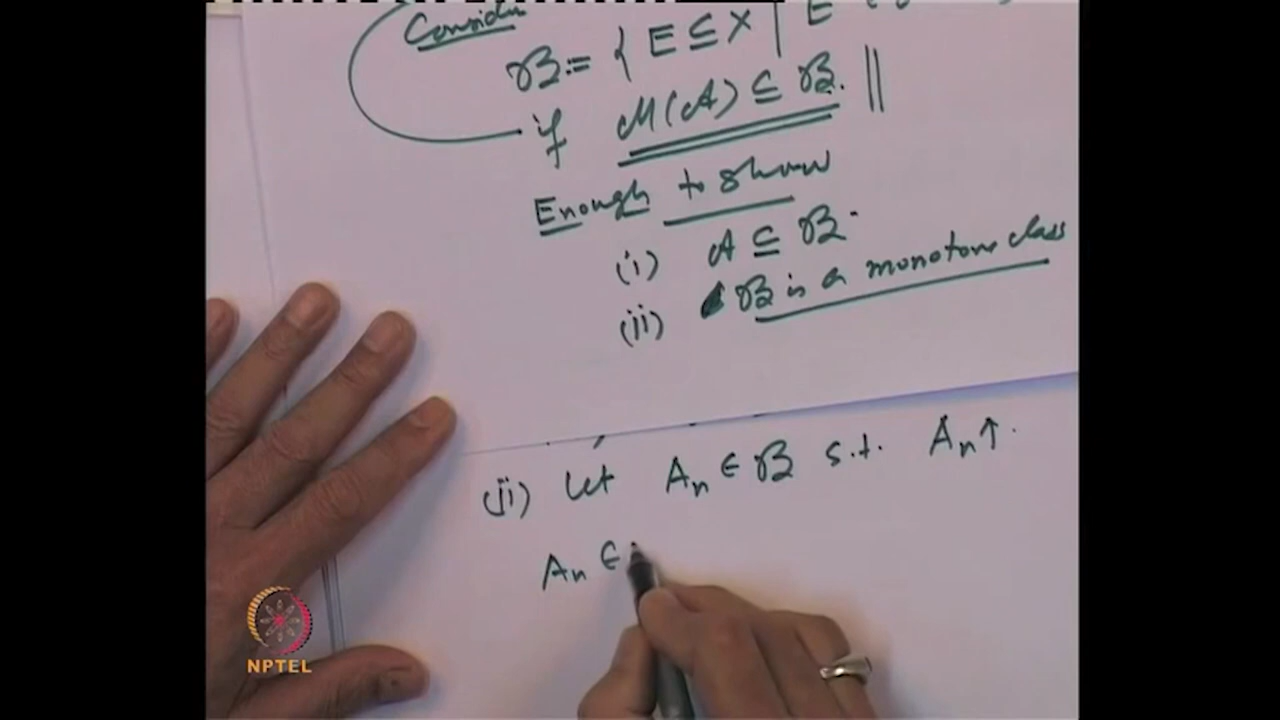 Consider
ℬ := { E ⊆ X | E
if M(A) ⊆ ℬ. ||
Enough to show
(i) A ⊆ ℬ.
(ii) ℬ is a monotone class
(ii) Let Aₙ ∈ ℬ s.t. Aₙ ↑.
Aₙ ∈
NPTEL